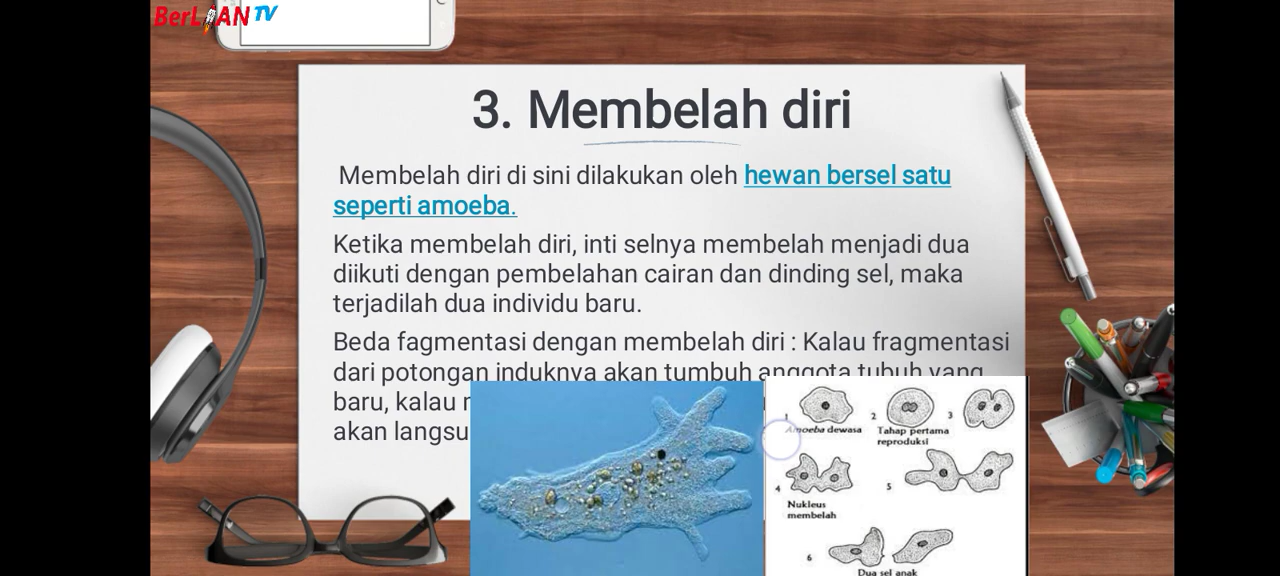 BerLIAN TV
3. Membelah diri
Membelah diri di sini dilakukan oleh hewan bersel satu
seperti amoeba.
Ketika membelah diri, inti selnya membelah menjadi dua
diikuti dengan pembelahan cairan dan dinding sel, maka
terjadilah dua individu baru.
Beda fagmentasi dengan membelah diri : Kalau fragmentasi
dari potongan induknya akan tumbuh anggota tubuh yang
baru, kalau
akan
1
2
3
Amoeba dewasa
Tahap pertama
reproduksi
4
5
Nukleus
membelah
6
Dua sel anak